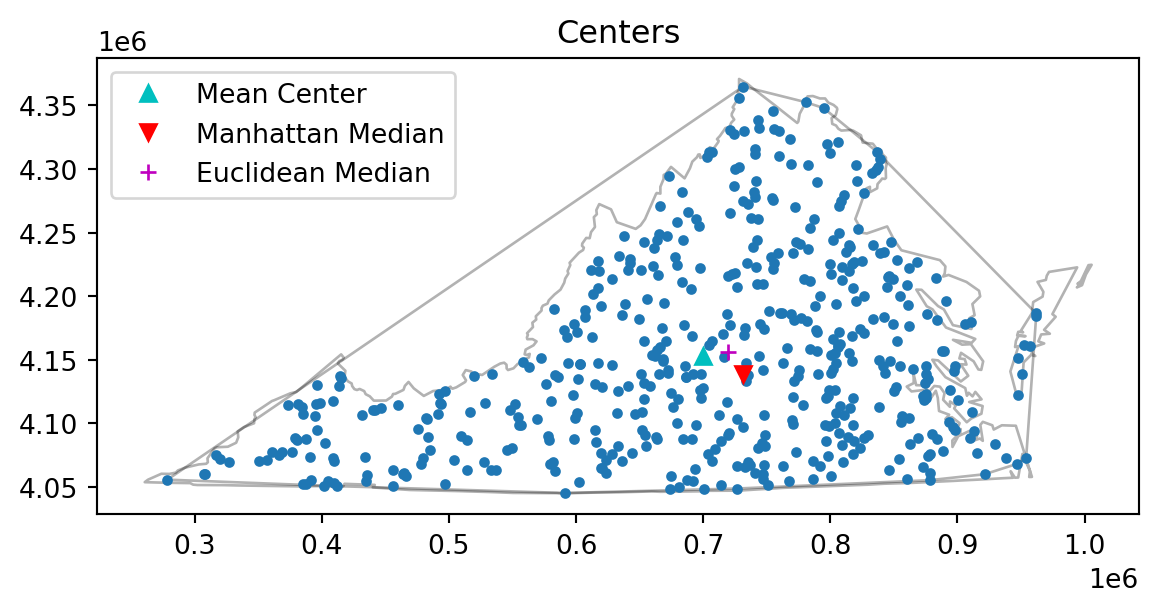 Centers
1e6
Mean Center
Manhattan Median
Euclidean Median
4.35
4.30
4.25
4.20
4.15
4.10
4.05
0.3 0.4 0.5 0.6 0.7 0.8 0.9 1.0
1e6